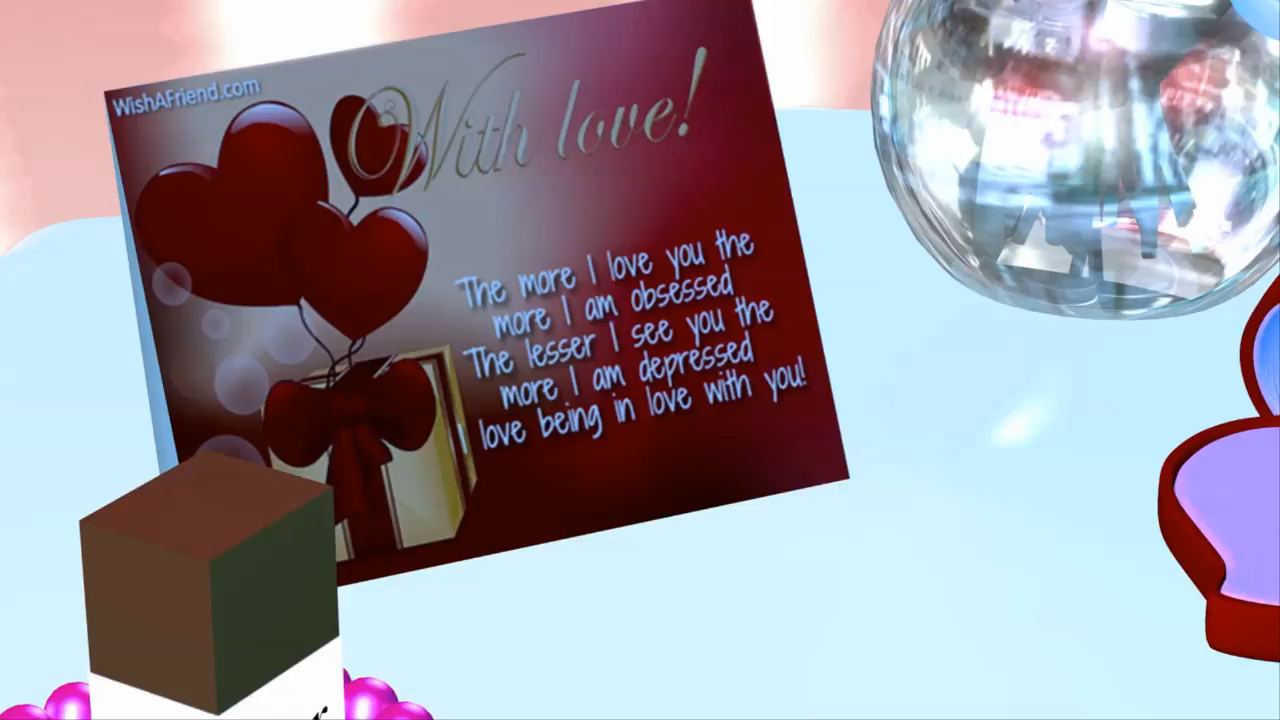 WishAFriend.com
With love!
The more I love you the
more I am obsessed
The lesser I see you the
more I am depressed
love being in love with you!